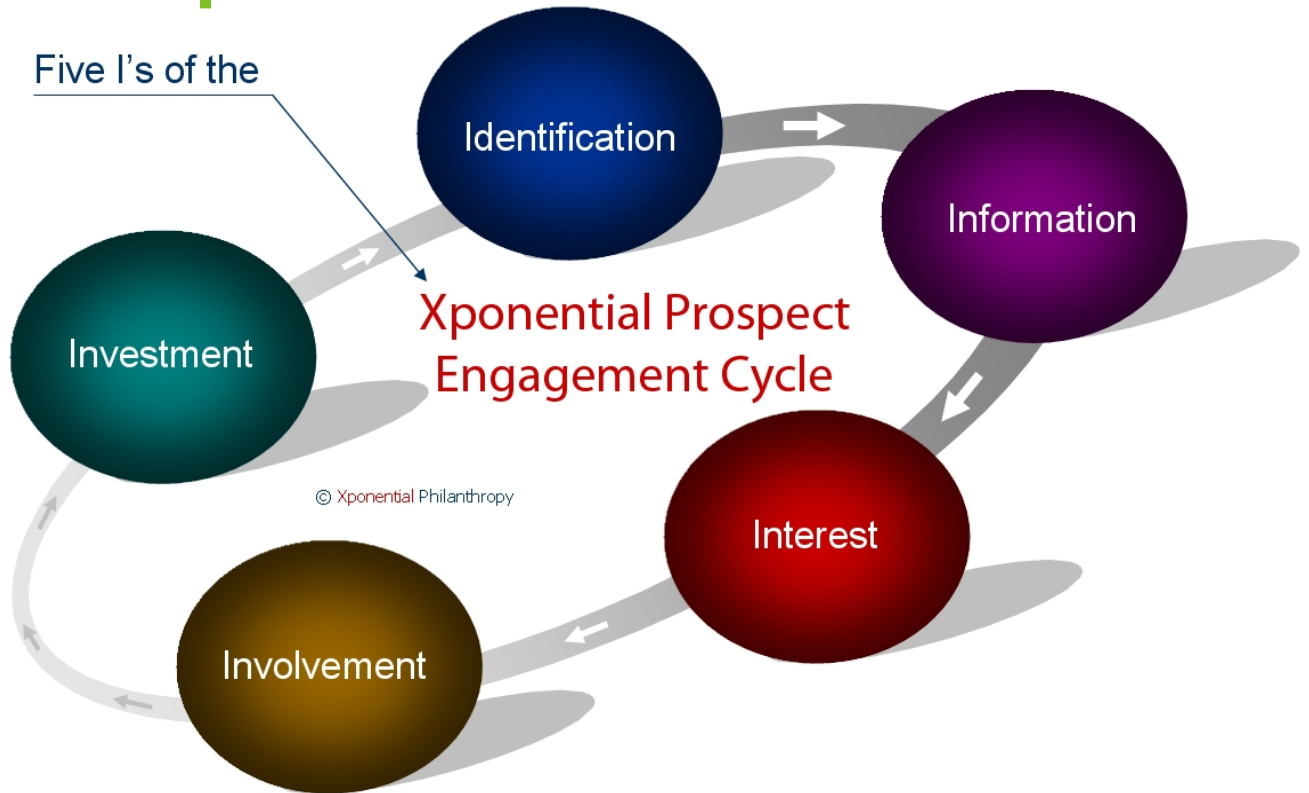 Five I's of the
Xponential Prospect
Engagement Cycle
Identification
Information
Interest
Involvement
Investment
© Xponential Philanthropy